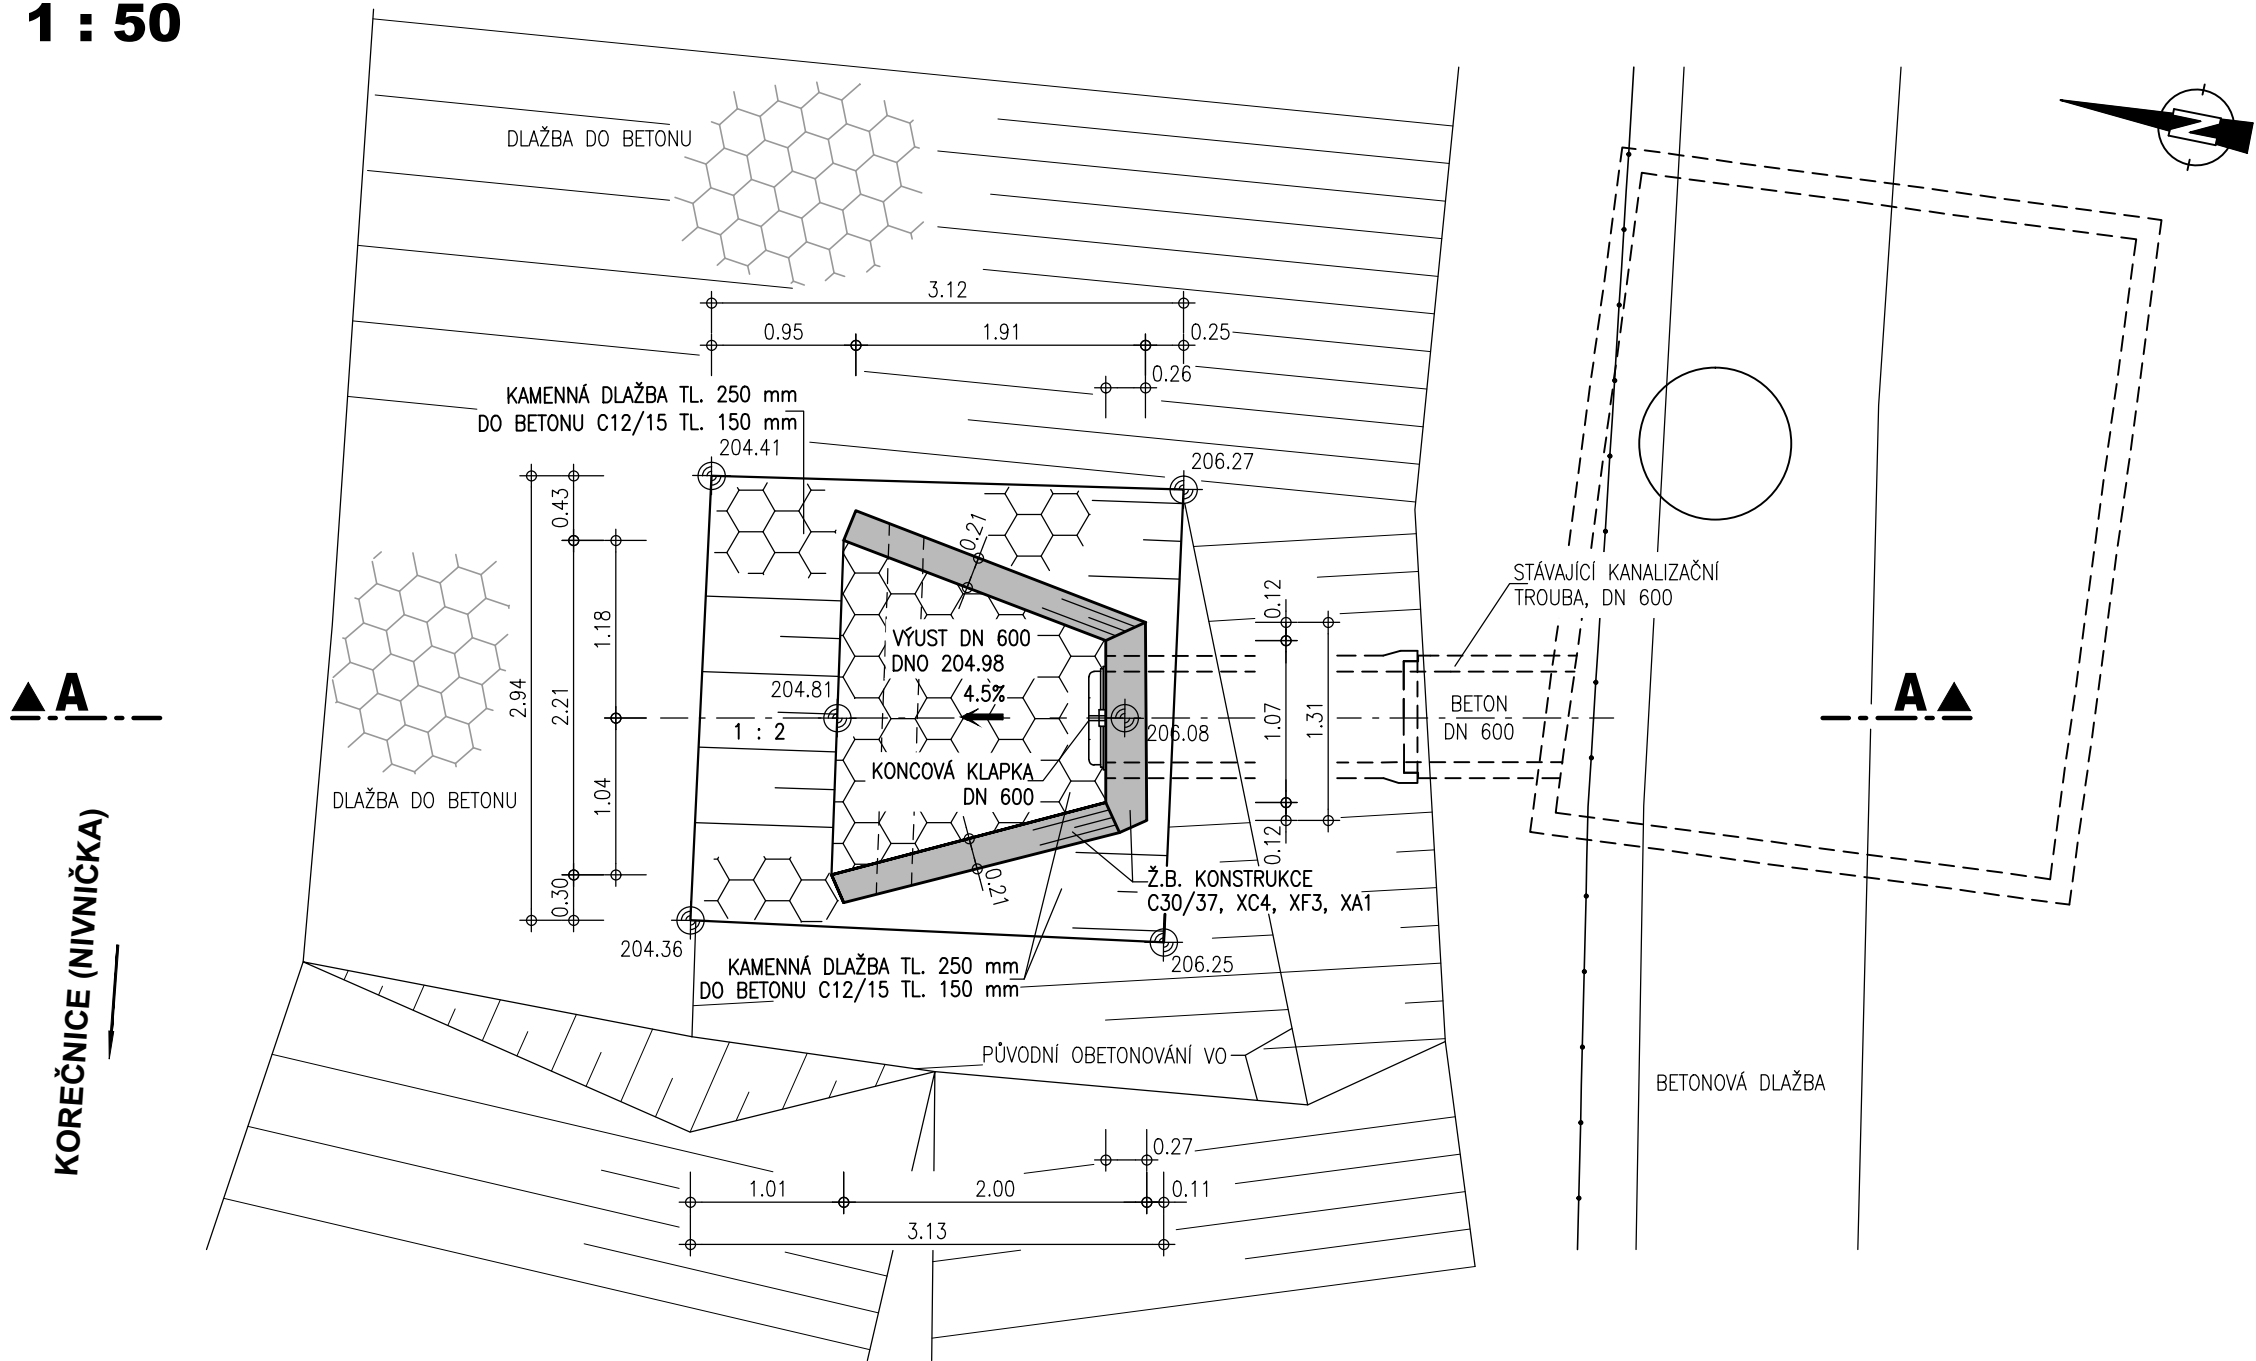 1 : 50
DLAŽBA DO BETONU
N
3.12
0.95
1.91
0.25
0.26
KAMENNÁ DLAŽBA TL. 250 mm
DO BETONU C12/15 TL. 150 mm
204.41
206.27
0.43
0.21
1.18
2.94
2.21
1.04
0.30
STÁVAJÍCÍ KANALIZAČNÍ
TROUBA, DN 600
0.12
1.07
1.31
0.12
VÝUST DN 600
DNO 204.98
4.5%
204.81
1 : 2
206.08
KONCOVÁ KLAPKA
DN 600
BETON
DN 600
A
A
DLAŽBA DO BETONU
0.21
Ž.B. KONSTRUKCE
C30/37, XC4, XF3, XA1
204.36
206.25
KAMENNÁ DLAŽBA TL. 250 mm
DO BETONU C12/15 TL. 150 mm
KOREČNICE (NIVNIČKA)
PŮVODNÍ OBETONOVÁNÍ VO
BETONOVÁ DLAŽBA
0.27
1.01
2.00
0.11
3.13